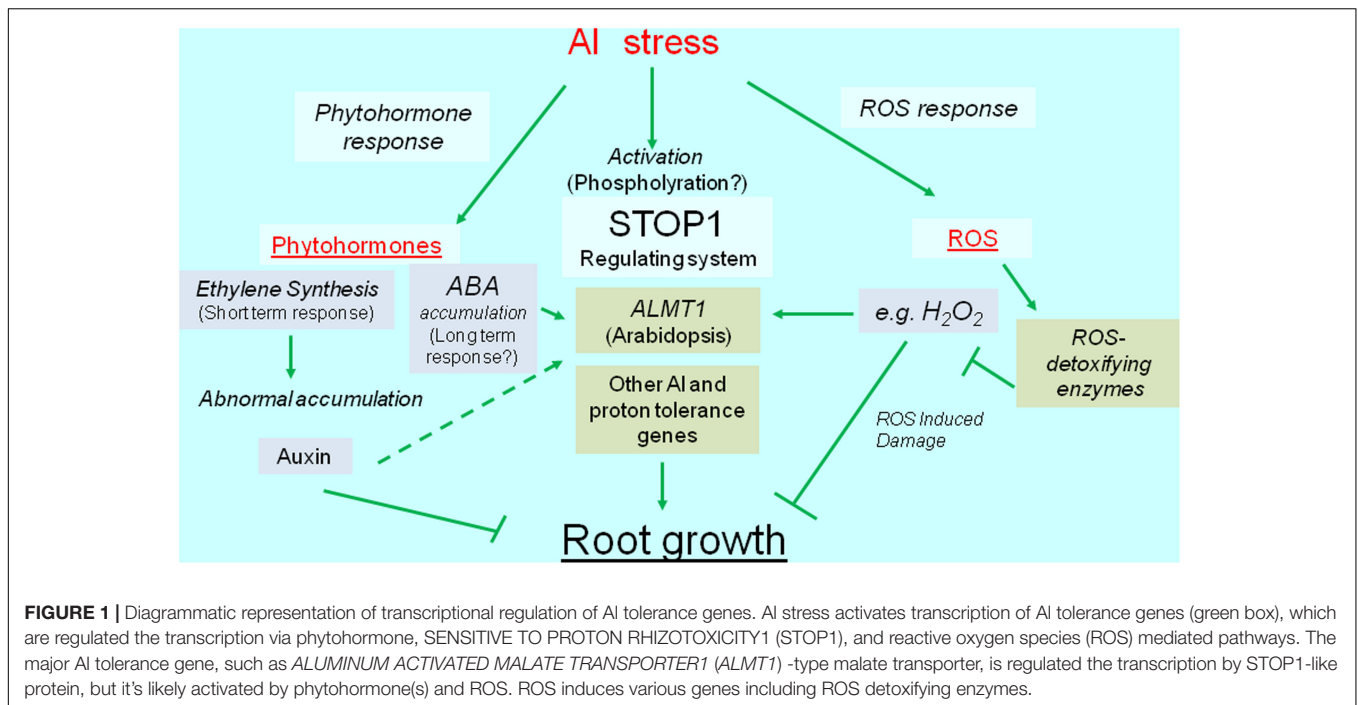 Al stress
Phytohormone
response
ROS response
Activation
(Phospholyration?)
STOP1
Regulating system
Phytohormones
ROS
Ethylene Synthesis
(Short term response)
ABA
accumulation
(Long term
response?)
ALMT1
(Arabidopsis)
e.g. H₂O₂
ROS-
detoxifying
enzymes
Abnormal accumulation
Other Al and
proton tolerance
genes
ROS Induced
Damage
Auxin
Root growth
FIGURE 1 | Diagrammatic representation of transcriptional regulation of Al tolerance genes. Al stress activates transcription of Al tolerance genes (green box), which
are regulated the transcription via phytohormone, SENSITIVE TO PROTON RHIZOTOXICITY1 (STOP1), and reactive oxygen species (ROS) mediated pathways. The
major Al tolerance gene, such as ALUMINUM ACTIVATED MALATE TRANSPORTER1 (ALMT1) -type malate transporter, is regulated the transcription by STOP1-like
protein, but it's likely activated by phytohormone(s) and ROS. ROS induces various genes including ROS detoxifying enzymes.